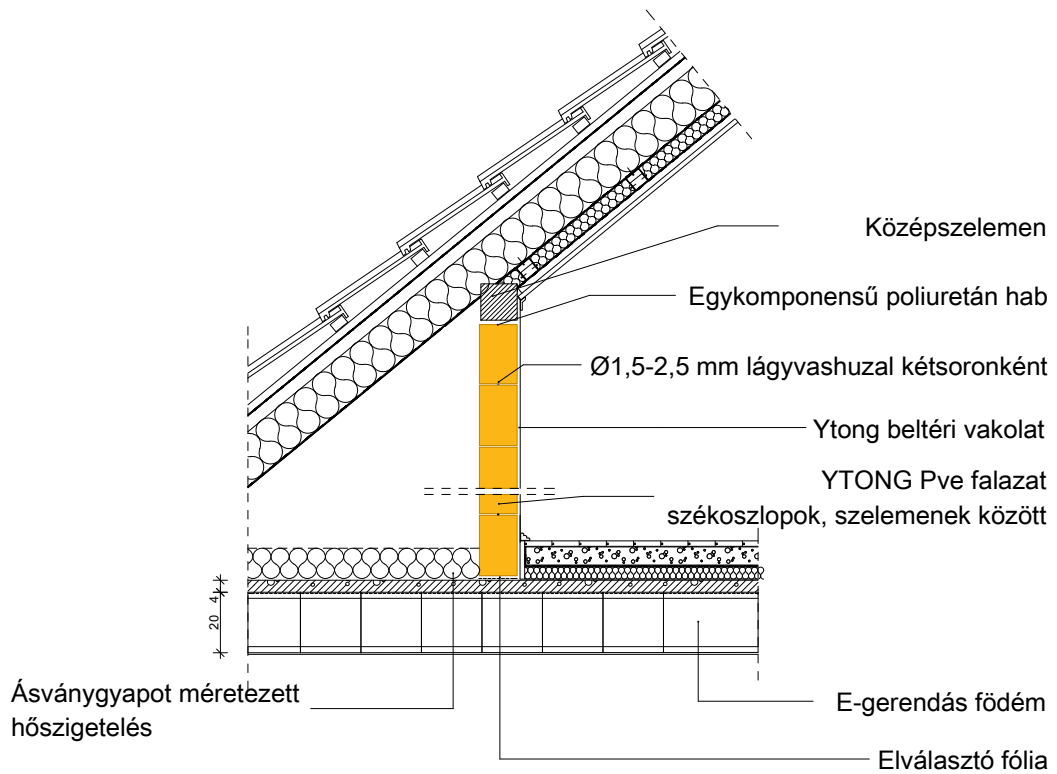 Középszelemen
Egykomponensű poliuretán hab
Ø1,5-2,5 mm lágyvashuzal kétsoronként
Ytong beltéri vakolat
YTONG Pve falazat
székoszlopok, szelemenek között
4
20
Ásványgyapot méretezett
hőszigetelés
E-gerendás födém
Elválasztó fólia